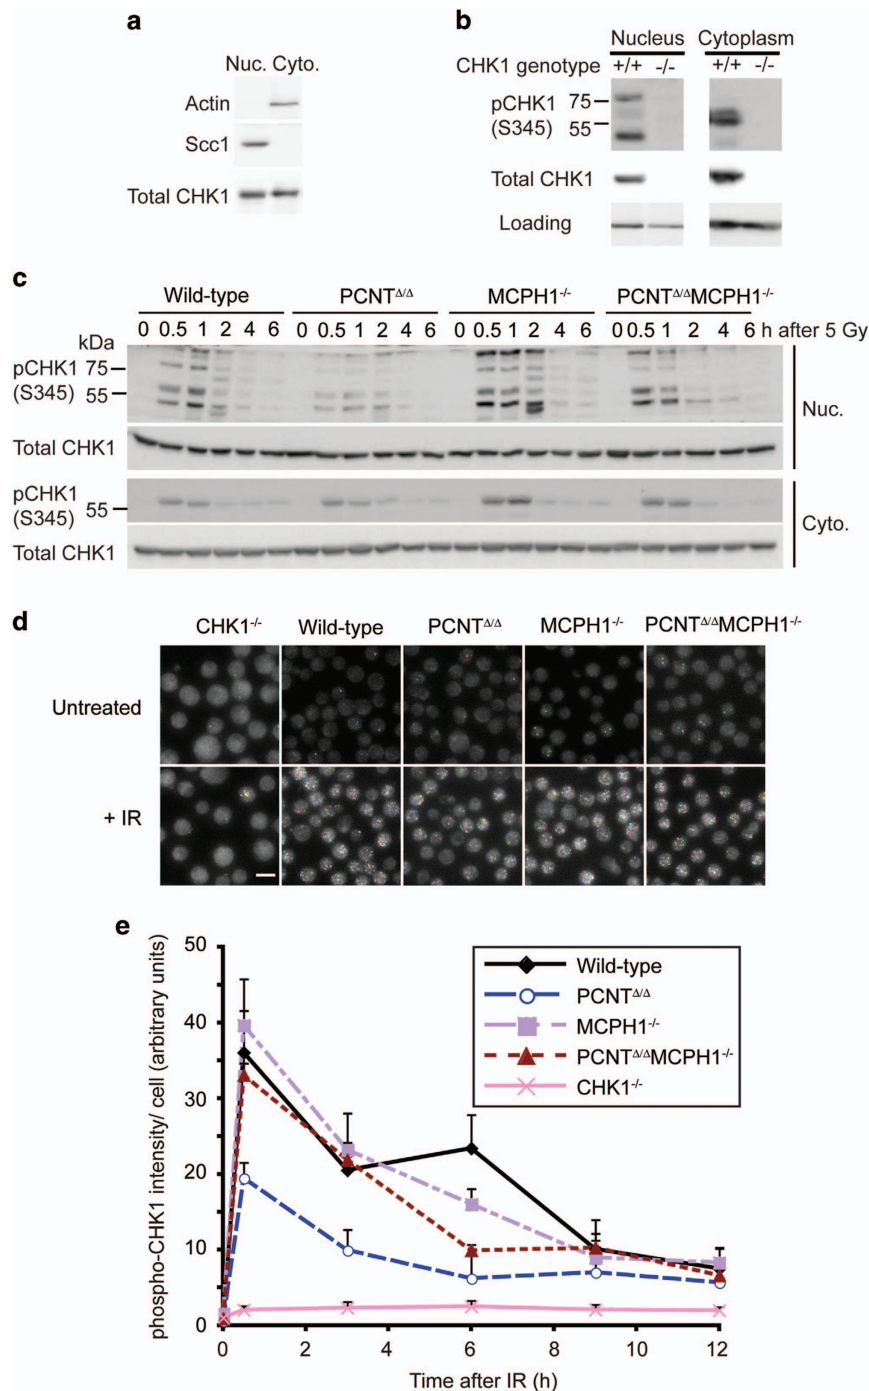 a
Nuc. Cyto.
Actin
Scc1
Total CHK1
b
Nucleus Cytoplasm
CHK1 genotype +/+ -/- +/+ -/-
pCHK1
(S345)
75
55
Total CHK1
Loading
c
Wild-type PCNTΔ/Δ MCPH1-/- PCNTΔ/ΔMCPH1-/-
0 0.5 1 2 4 6 0 0.5 1 2 4 6 0 0.5 1 2 4 6 0 0.5 1 2 4 6 h after 5 Gy
kDa
pCHK1
(S345)
75
55
Nuc.
Total CHK1
pCHK1
(S345)
55
Cyto.
Total CHK1
d
CHK1-/- Wild-type PCNTΔ/Δ MCPH1-/- PCNTΔ/ΔMCPH1-/-
Untreated
+ IR
e
phospho-CHK1 intensity/ cell (arbitrary units)
50
40
30
20
10
0
Wild-type
PCNTΔ/Δ
MCPH1-/-
PCNTΔ/ΔMCPH1-/-
CHK1-/-
0 2 4 6 8 10 12
Time after IR (h)